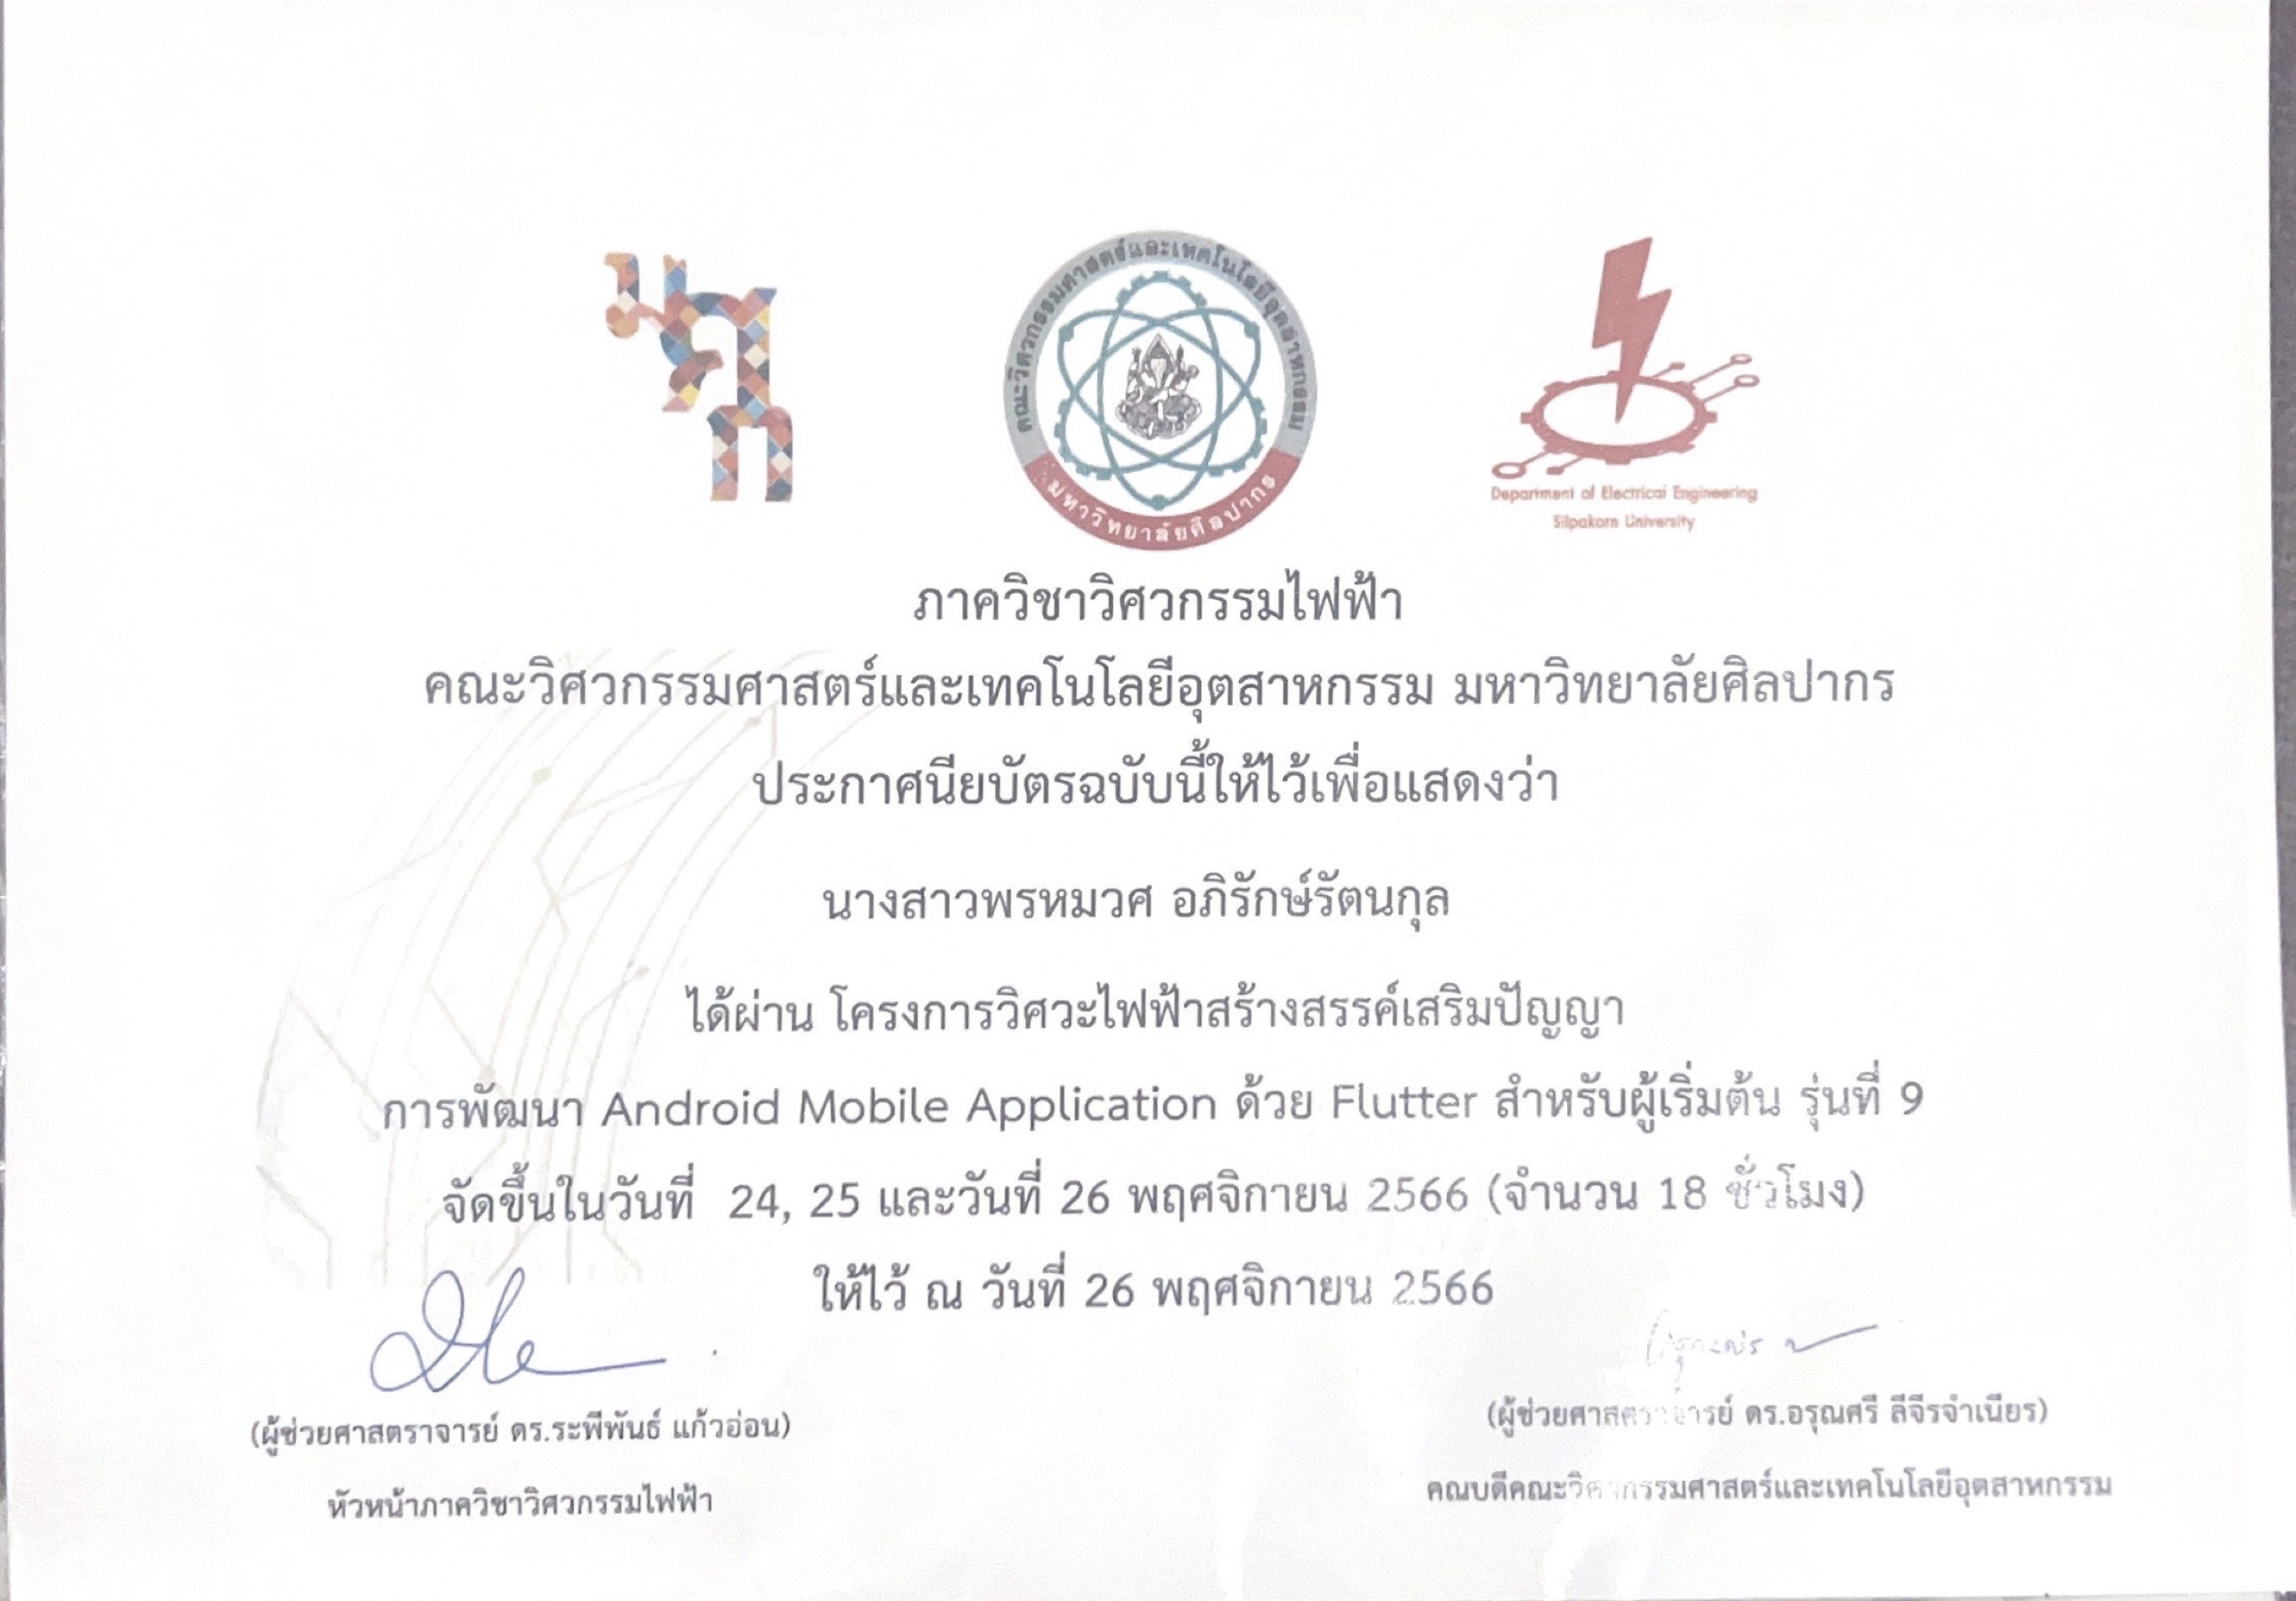 มศก
คณะวิศวกรรมศาสตร์และเทคโนโลยีอุตสาหกรรม
มหาวิทยาลัยศิลปากร
Department of Electrical Engineering
Silpakorn University
ภาควิชาวิศวกรรมไฟฟ้า
คณะวิศวกรรมศาสตร์และเทคโนโลยีอุตสาหกรรม มหาวิทยาลัยศิลปากร
ประกาศนียบัตรฉบับนี้ให้ไว้เพื่อแสดงว่า
นางสาวพรหมวศ อภิรักษ์รัตนกุล
ได้ผ่าน โครงการวิศวะไฟฟ้าสร้างสรรค์เสริมปัญญา
การพัฒนา Android Mobile Application ด้วย Flutter สำหรับผู้เริ่มต้น รุ่นที่ 9
จัดขึ้นในวันที่ 24, 25 และวันที่ 26 พฤศจิกายน 2566 (จำนวน 18 ชั่วโมง)
ให้ไว้ ณ วันที่ 26 พฤศจิกายน 2566
(ผู้ช่วยศาสตราจารย์ ดร.ระพีพันธ์ แก้วอ่อน)
หัวหน้าภาควิชาวิศวกรรมไฟฟ้า
(ผู้ช่วยศาสตราจารย์ ดร.อรุณศรี ลีจีรจำเนียร)
คณบดีคณะวิศวกรรมศาสตร์และเทคโนโลยีอุตสาหกรรม